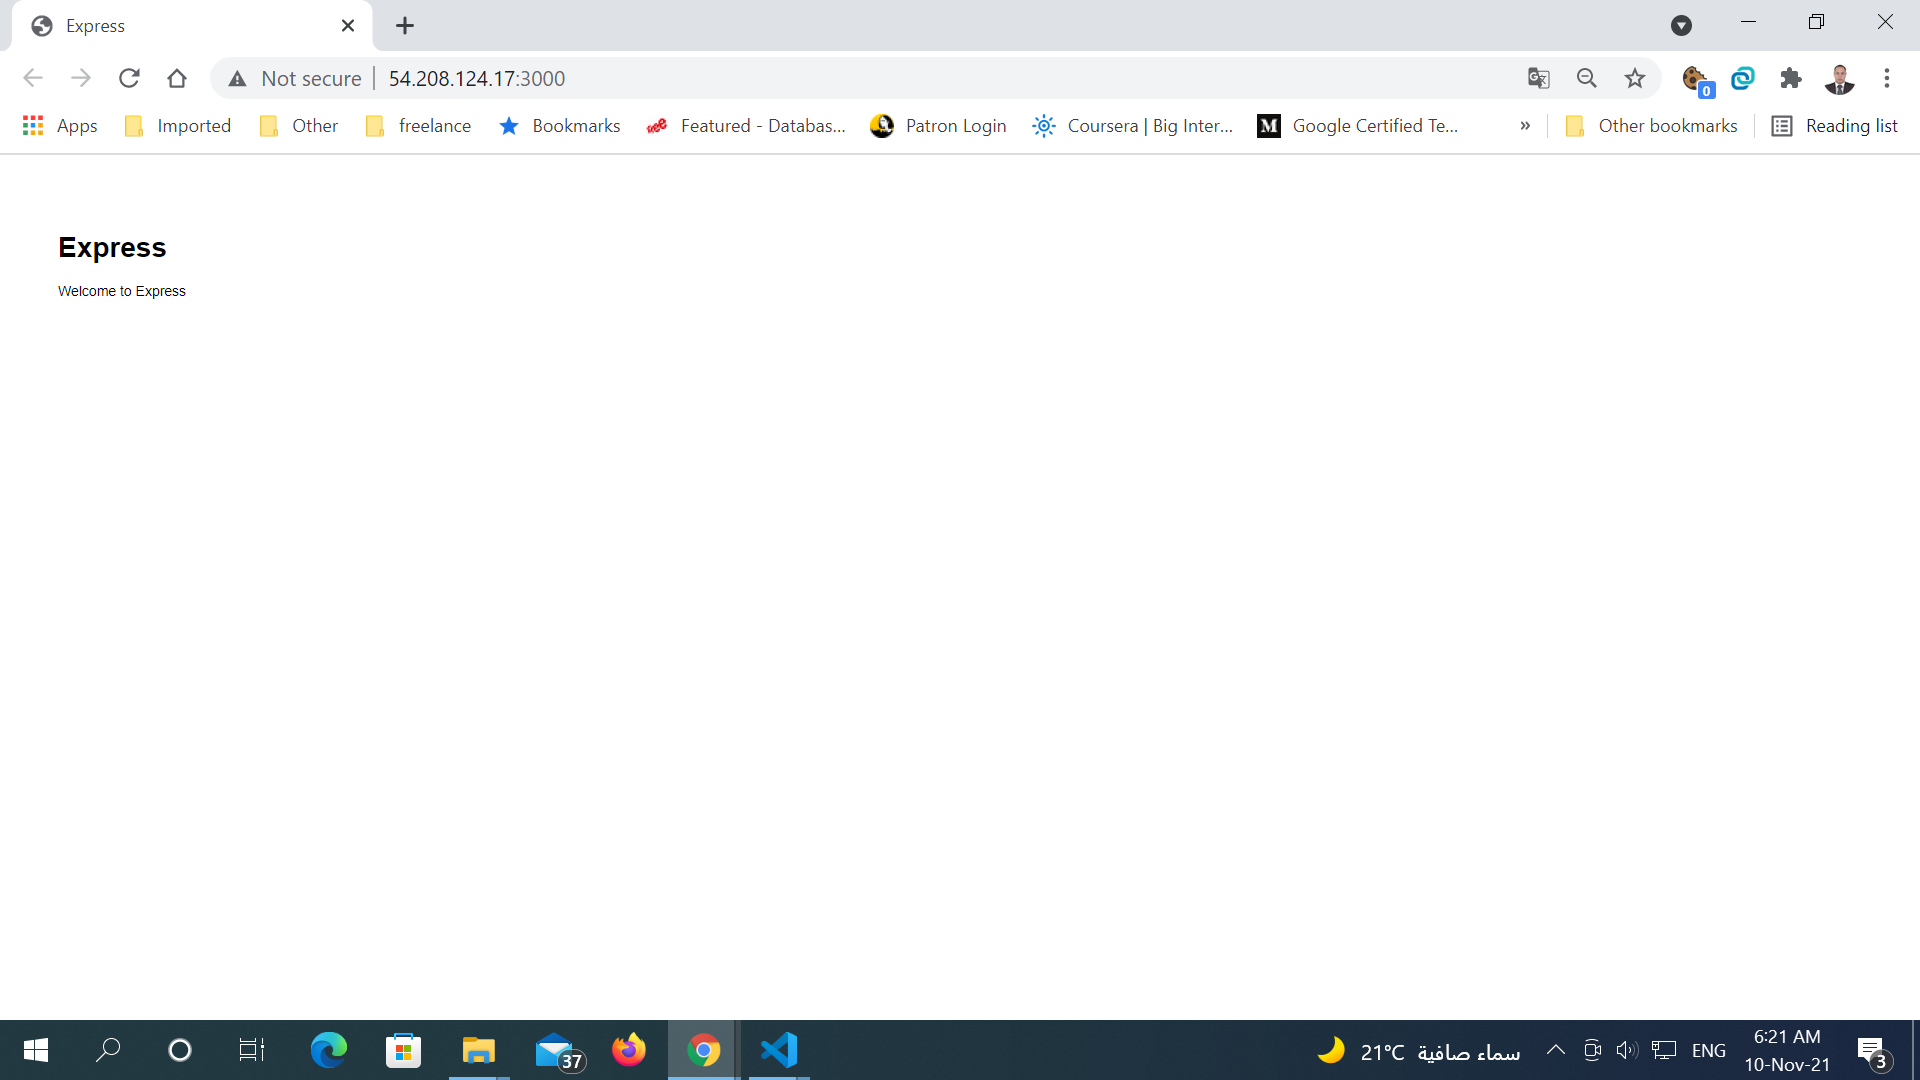 Express
Not secure 54.208.124.17:3000
0
Apps Imported Other freelance Bookmarks Featured - Databas... Patron Login Coursera | Big Inter... M Google Certified Te... » Other bookmarks Reading list
Express
Welcome to Express
37
21°C سماء صافية
ENG
6:21 AM
10-Nov-21
3